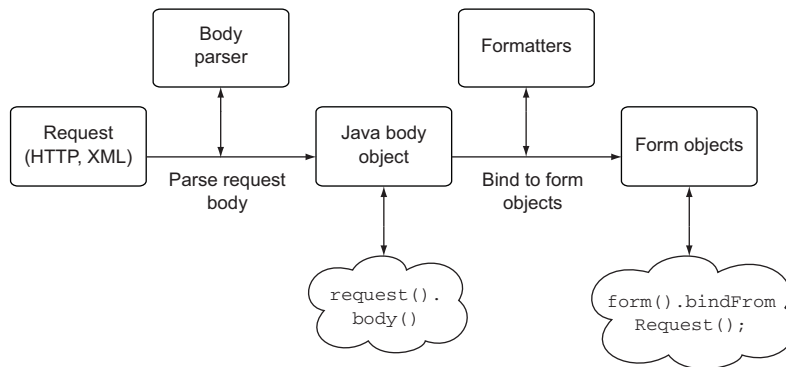 Body
parser
Formatters
Request
(HTTP, XML)
Java body
object
Form objects
Parse request
body
Bind to form
objects
request().
body()
form().bindFrom
Request();